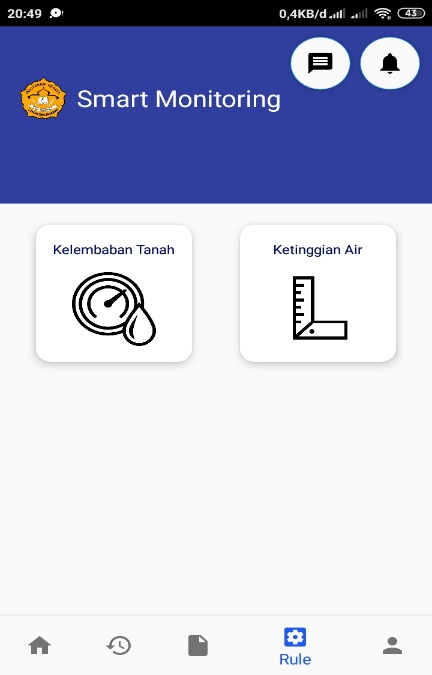 20:49
0,4KB/d
43
Smart Monitoring
Kelembaban Tanah
Ketinggian Air
Rule